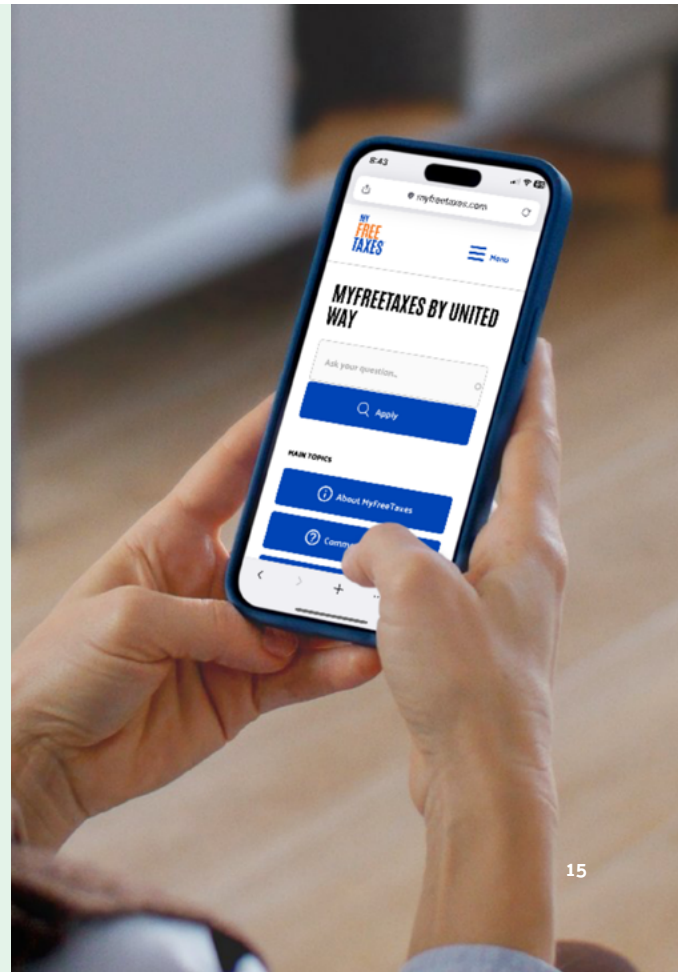 8:43
myfreetaxes.com
MY
FREE
TAXES
Menu
MYFREETAXES BY UNITED
WAY
Ask your question..
Apply
MAIN TOPICS
About MyFreeTaxes
15